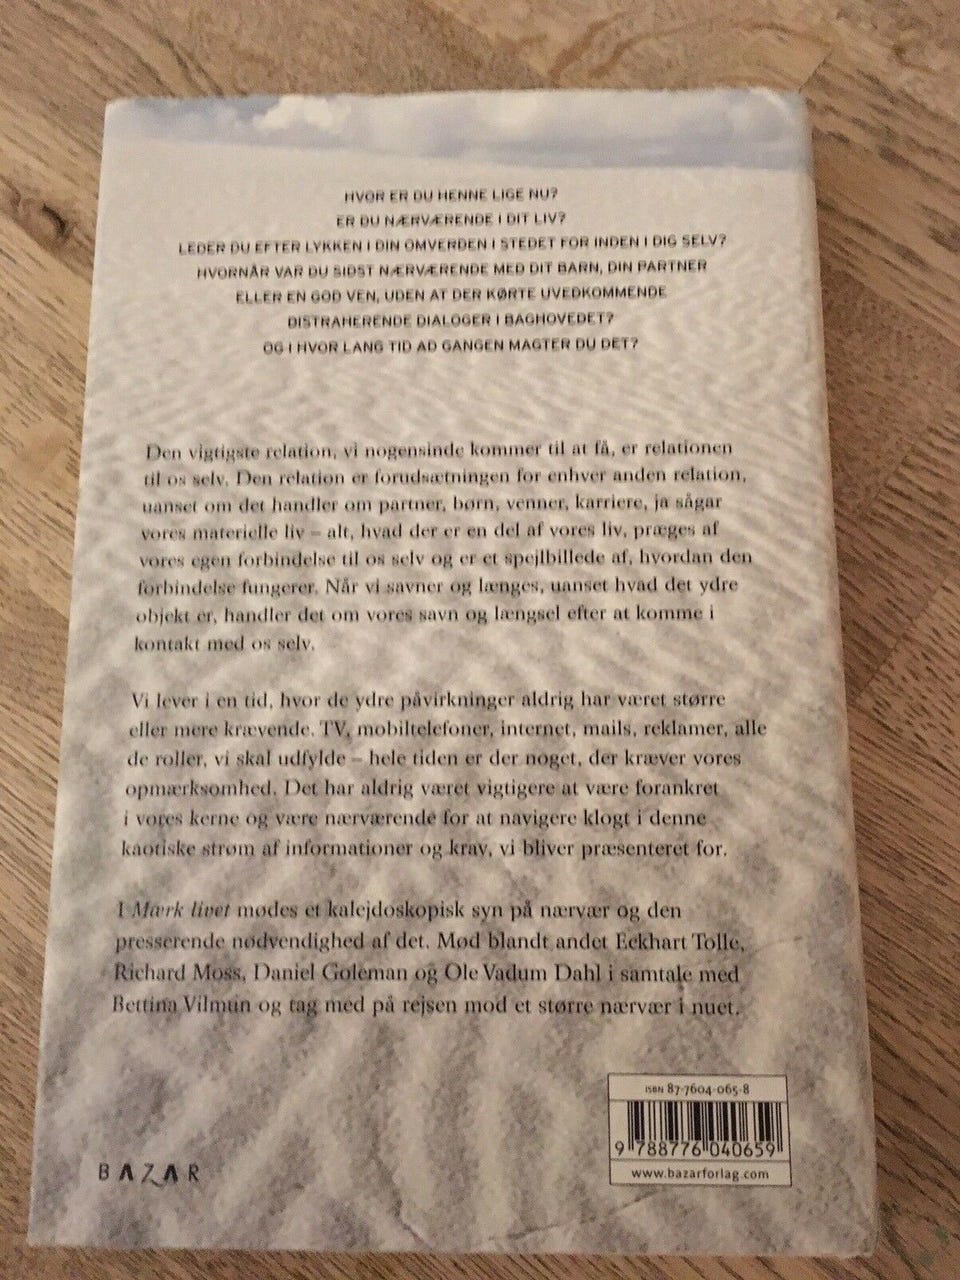 HVOR ER DU HENNE LIGE NU?
ER DU NÆRVÆRENDE I DIT LIV?
LEDER DU EFTER LYKKEN I DIN OMVERDEN I STEDET FOR INDEN I DIG SELV?
HVORNÅR VAR DU SIDST NÆRVÆRENDE MED DIT BARN, DIN PARTNER
ELLER EN GOD VEN, UDEN AT DER KØRTE UVEDKOMMENDE
DISTRAHERENDE DIALOGER I BAGHOVEDET?
OG I HVOR LANG TID AD GANGEN MAGTER DU DET?
Den vigtigste relation, vi nogensinde kommer til at få, er relationen
til os selv. Den relation er forudsætningen for enhver anden relation,
uanset om det handler om partner, børn, venner, karriere, ja sågar
vores materielle liv – alt, hvad der er en del af vores liv, præges af
vores egen forbindelse til os selv og er et spejlbillede af, hvordan den
forbindelse fungerer. Når vi savner og længes, uanset hvad det ydre
objekt er, handler det om vores savn og længsel efter at komme i
kontakt med os selv.
Vi lever i en tid, hvor de ydre påvirkninger aldrig har været større
eller mere krævende. TV, mobiltelefoner, internet, mails, reklamer, alle
de roller, vi skal udfylde – hele tiden er der noget, der kræver vores
opmærksomhed. Det har aldrig været vigtigere at være forankret
i vores kerne og være nærværende for at navigere klogt i denne
kaotiske strøm af informationer og krav, vi bliver præsenteret for.
I Mærk livet mødes et kalejdoskopisk syn på nærvær og den
presserende nødvendighed af det. Mød blandt andet Eckhart Tolle,
Richard Moss, Daniel Goleman og Ole Vadum Dahl i samtale med
Bettina Vilmun og tag med på rejsen mod et større nærvær i nuet.
ISBN 87-7604-065-8
9 788776 040659
www.bazarforlag.com
BAZAR